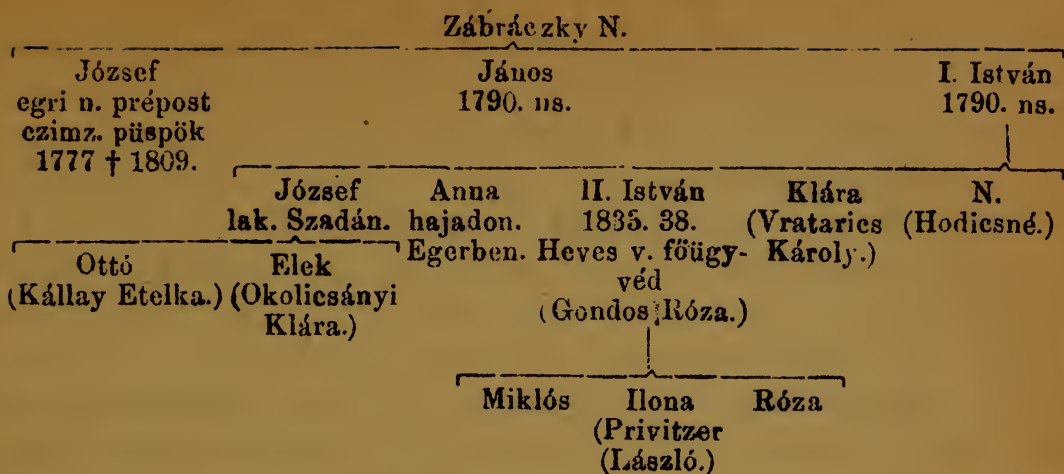 Zábráczky N.
József János I. István
egri n. prépost 1790. ns. 1790. ns.
czimz. püspök
1777 † 1809.
József Anna II. István Klára N.
lak. Szadán. hajadon. 1835. 38. (Vratarics (Hodicsné.)
Ottó Elek Egerben. Heves v. főügy- Károly.)
(Kállay Etelka.) (Okolicsányi véd
Klára.) (Gondos Róza.)
Miklós Ilona Róza
(Privitzer
(László.)